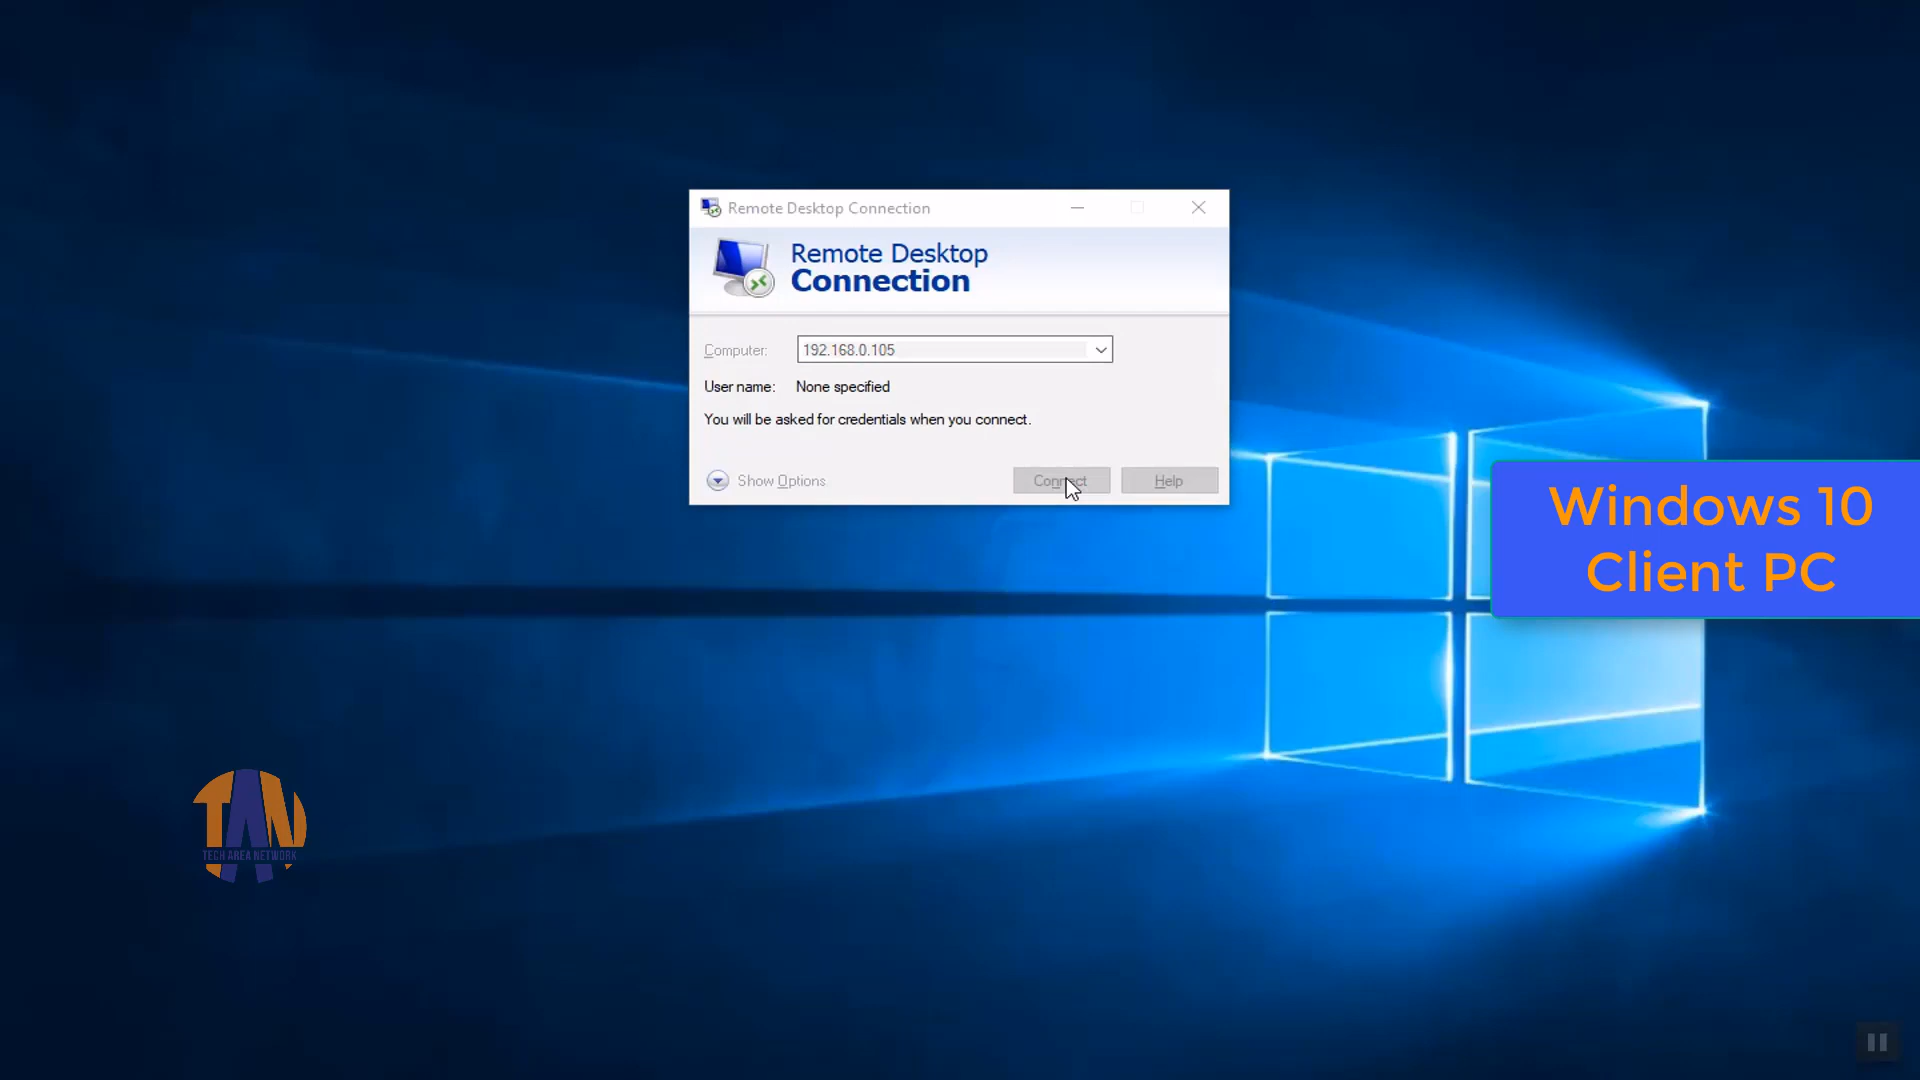 Remote Desktop Connection
Remote Desktop
Connection
Computer: 192.168.0.105
User name: None specified
You will be asked for credentials when you connect.
Show Options Connect Help
Windows 10
Client PC
TAN
TECH AREA NETWORK